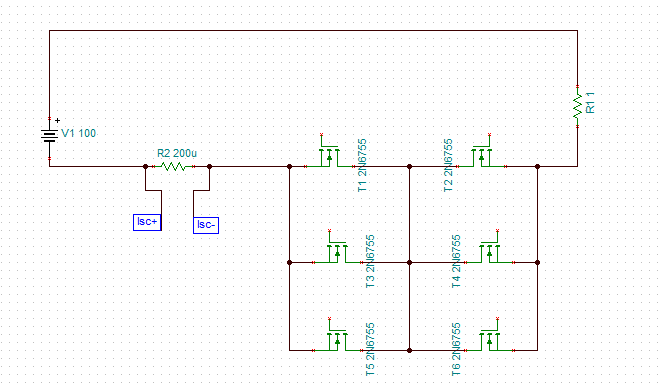 +
V1 100
R1 1
R2 200u
T1 2N6755
T2 2N6755
Isc+
Isc-
T3 2N6755
T4 2N6755
T5 2N6755
T6 2N6755